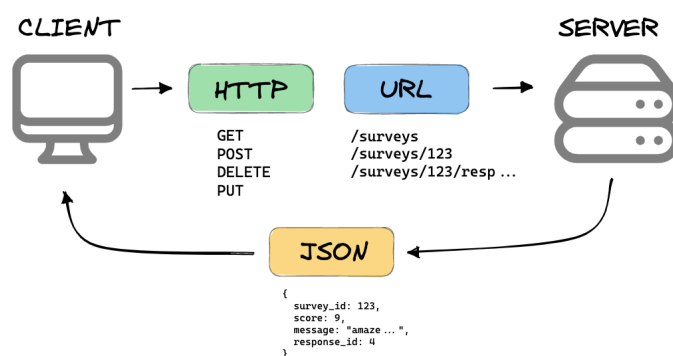 CLIENT
SERVER
HTTP
URL
GET
POST
DELETE
PUT
/surveys
/surveys/123
/surveys/123/resp ...
JSON
{
survey_id: 123,
score: 9,
message: "amaze ...",
response_id: 4
}